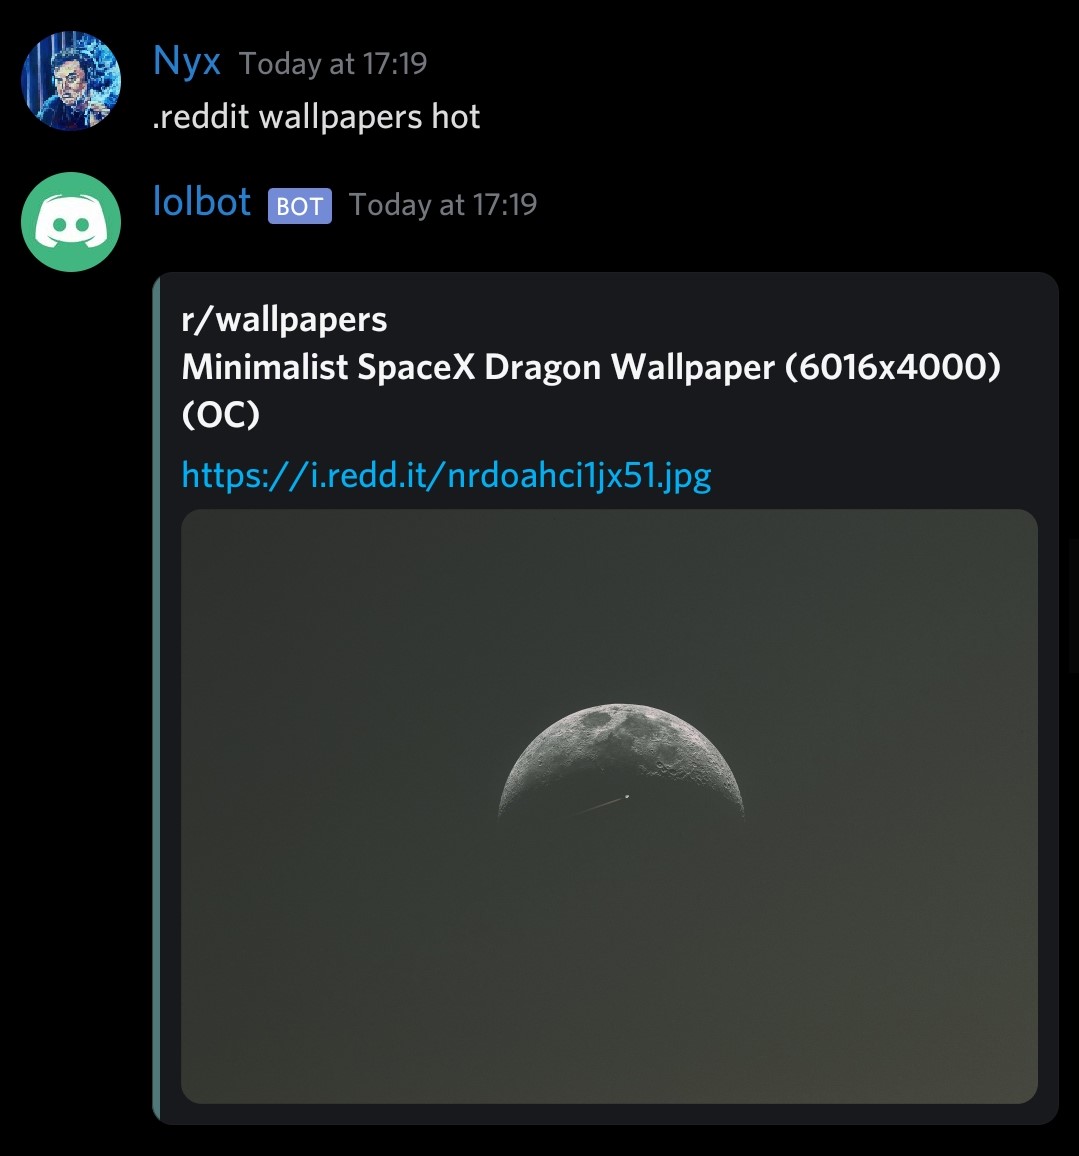 Nyx Today at 17:19
.reddit wallpapers hot
lolbot BOT Today at 17:19
r/wallpapers
Minimalist SpaceX Dragon Wallpaper (6016x4000)
(OC)
https://i.redd.it/nrdoahci1jx51.jpg